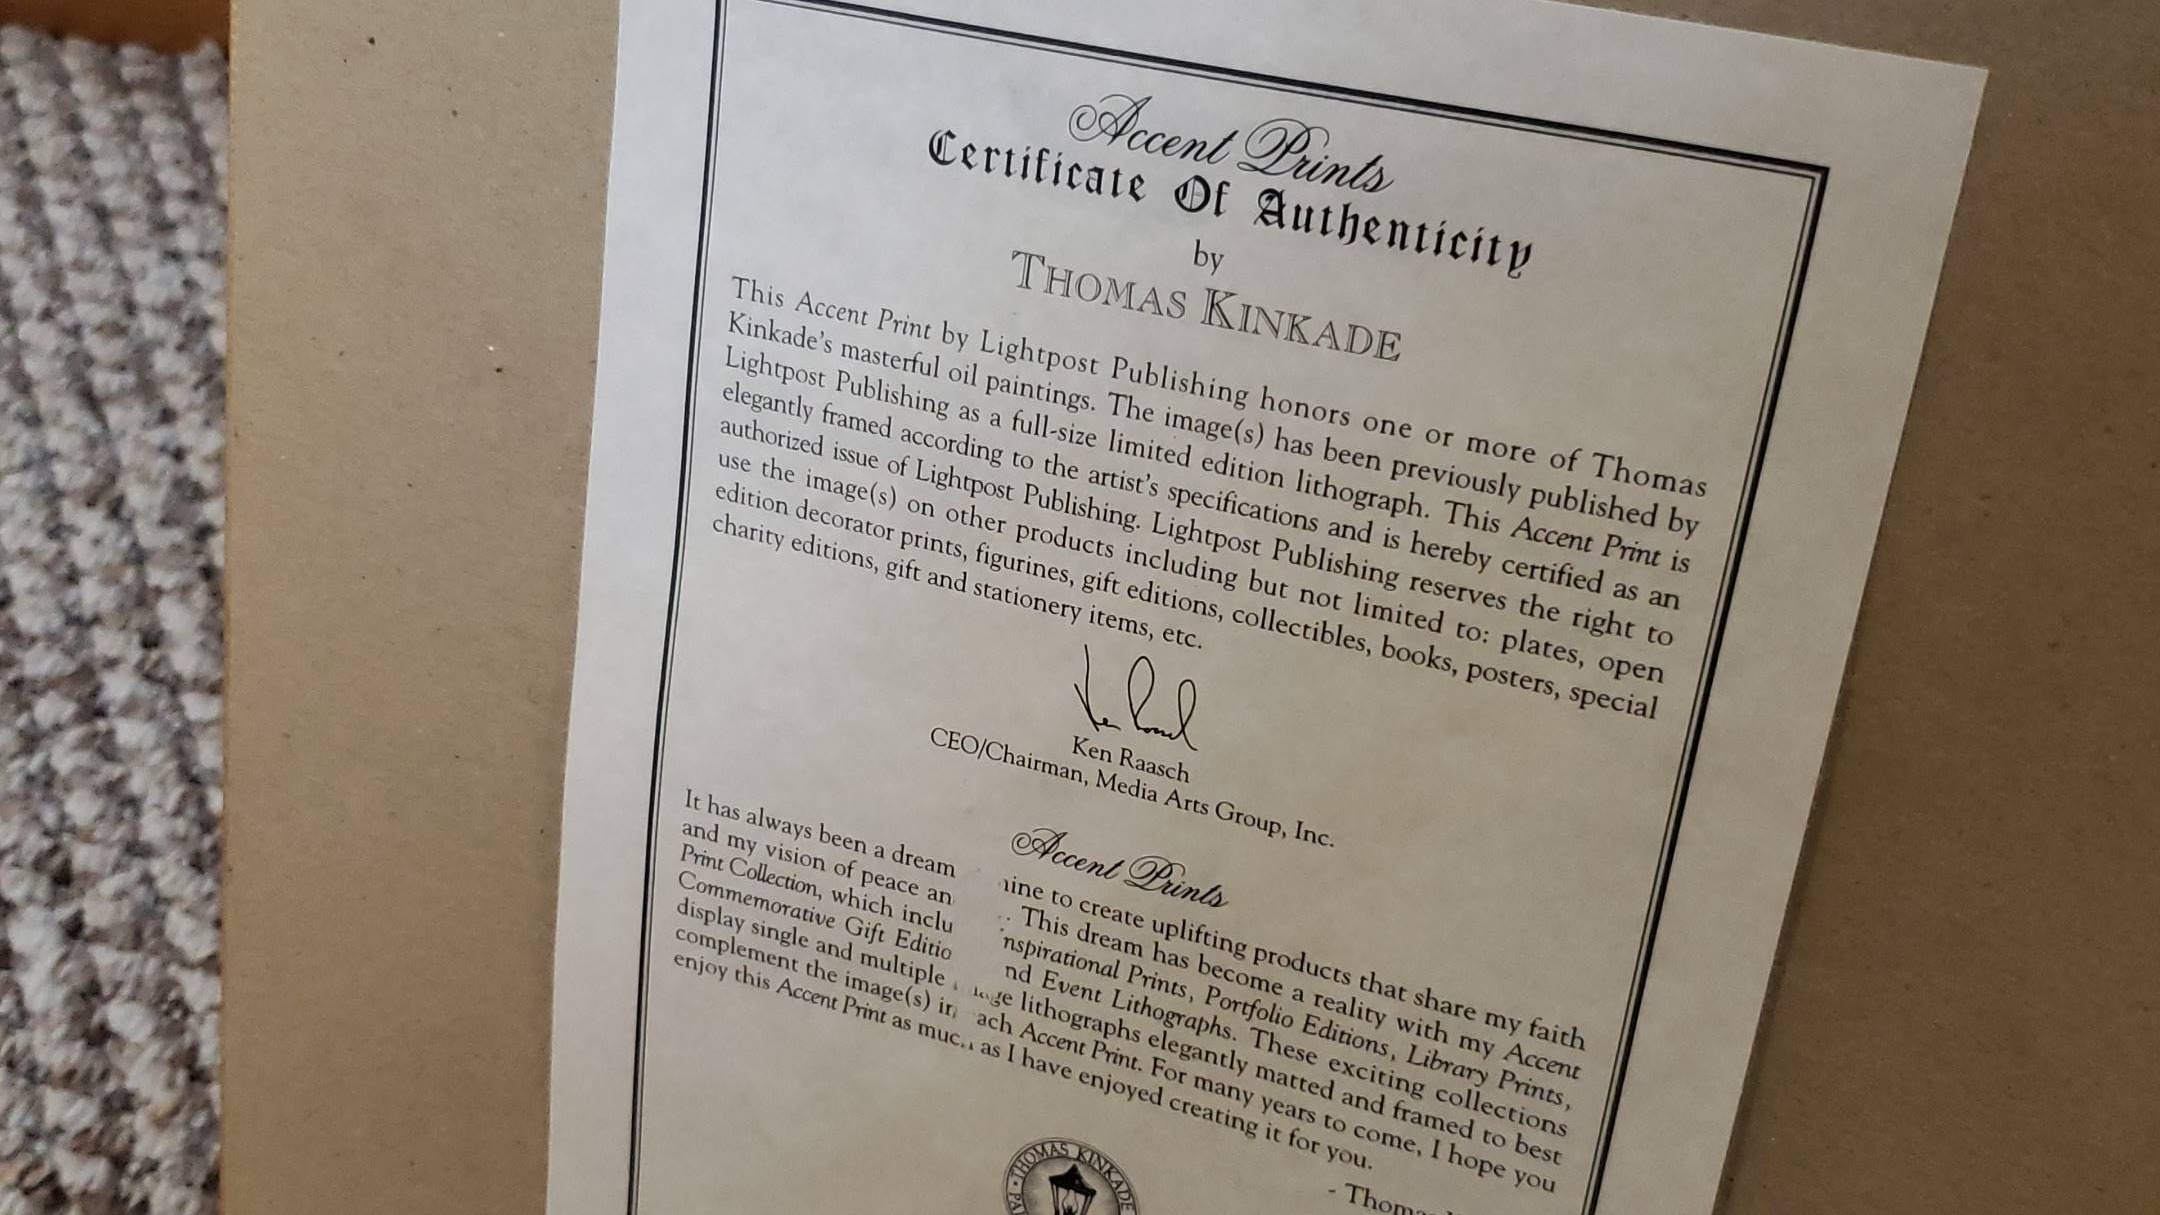 Accent Prints
Certificate Of Authenticity
by
THOMAS KINKADE
This Accent Print by Lightpost Publishing honors one or more of Thomas
Kinkade's masterful oil paintings. The image(s) has been previously published by
Lightpost Publishing as a full-size limited edition lithograph. This Accent Print is
elegantly framed according to the artist's specifications and is hereby certified as an
authorized issue of Lightpost Publishing. Lightpost Publishing reserves the right to
use the image(s) on other products including but not limited to: plates, open
edition decorator prints, figurines, gift editions, collectibles, books, posters, special
charity editions, gift and stationery items, etc.
Ken Raasch
CEO/Chairman, Media Arts Group, Inc.
Accent Prints
It has always been a dream ine to create uplifting products that share my faith
and my vision of peace an . This dream has become a reality with my Accent
Print Collection, which inclu nspirational Prints, Portfolio Editions, Library Prints,
Commemorative Gift Editio nd Event Lithographs. These exciting collections
display single and multiple ge lithographs elegantly matted and framed to best
complement the image(s) in ach Accent Print. For many years to come, I hope you
enjoy this Accent Print as muc as I have enjoyed creating it for you.
- Thomas
THOMAS KINKADE